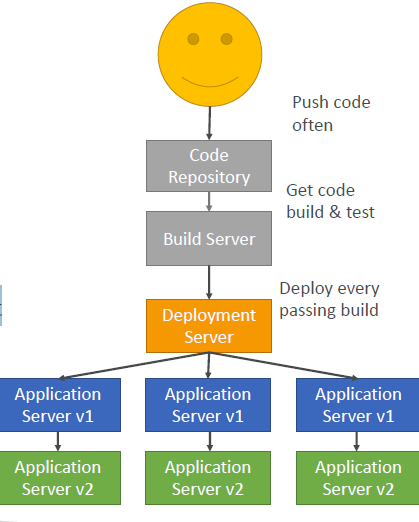 Push code
often
Code
Repository
Get code
build & test
Build Server
Deploy every
passing build
Deployment
Server
Application
Server v1
Application
Server v1
Application
Server v1
Application
Server v2
Application
Server v2
Application
Server v2